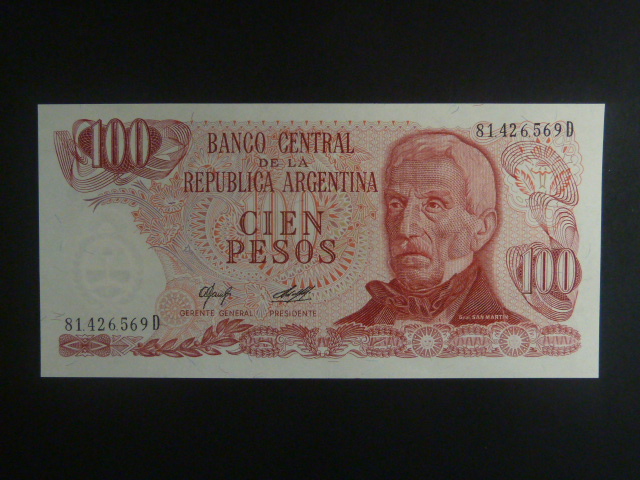 100
81.426.569 D
BANCO CENTRAL
DE LA
REPUBLICA ARGENTINA
CIEN
PESOS
100
GERENTE GENERAL PRESIDENTE
Gral. SAN MARTIN
81.426.569 D